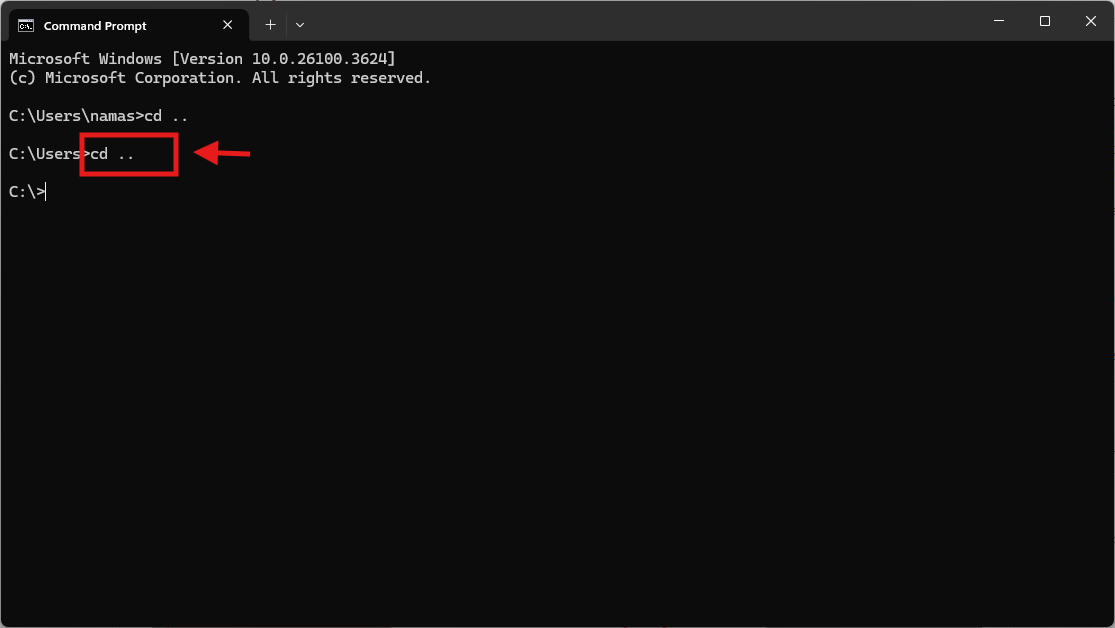 Command Prompt
Microsoft Windows [Version 10.0.26100.3624]
(c) Microsoft Corporation. All rights reserved.
C:\Users\namas>cd ..
C:\Users>cd ..
C:\>